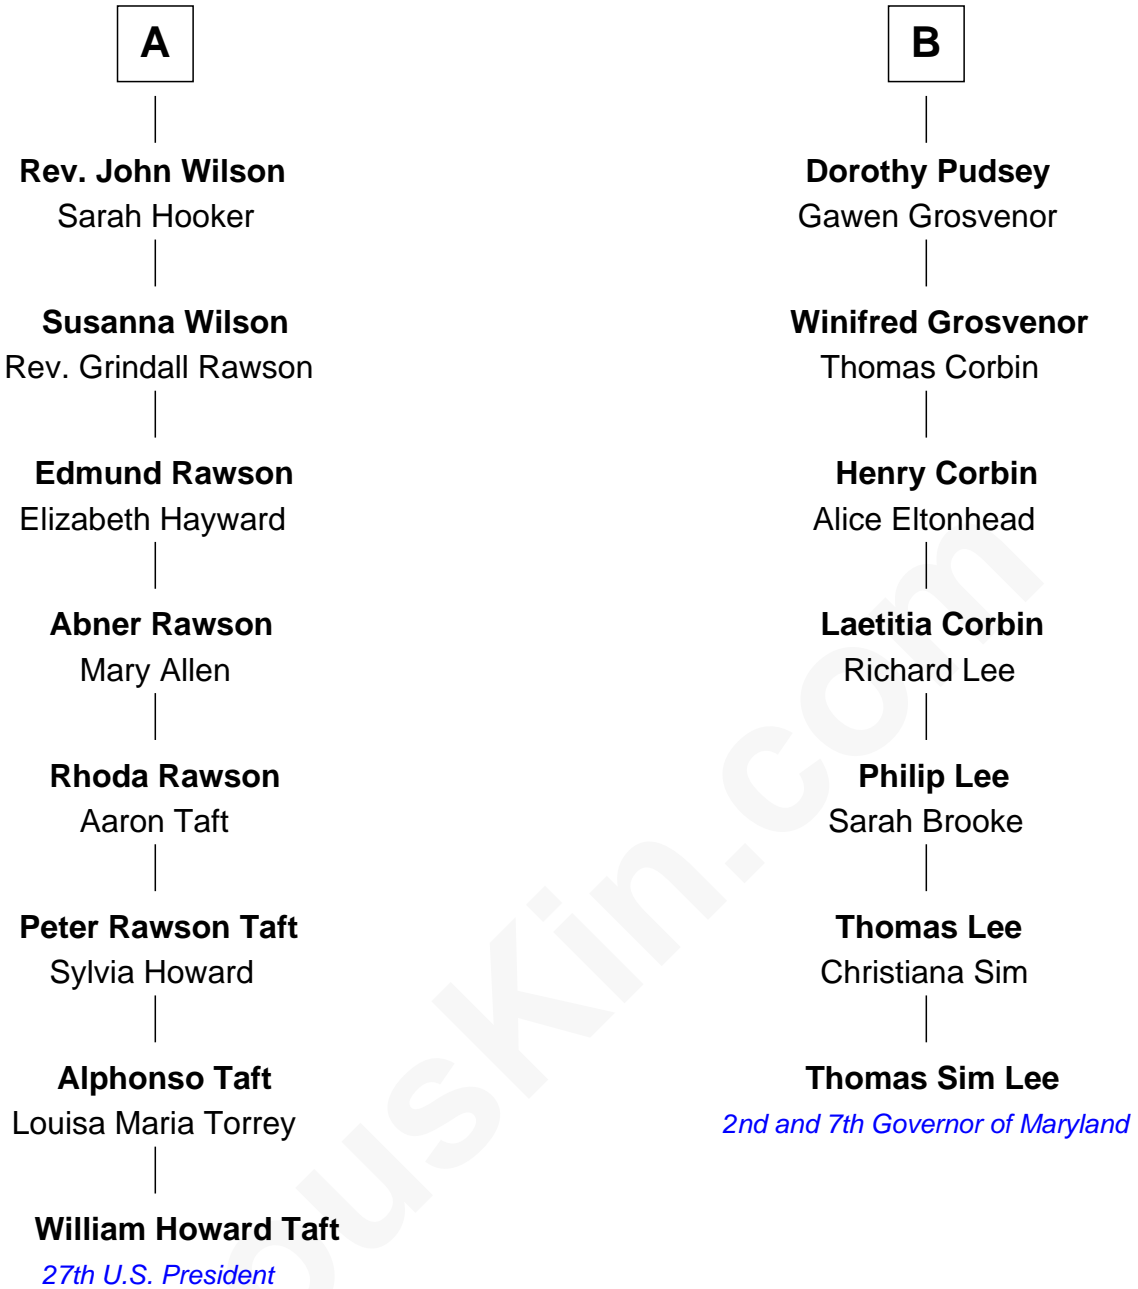 A
Rev. John Wilson
Sarah Hooker
Susanna Wilson
Rev. Grindall Rawson
Edmund Rawson
Elizabeth Hayward
Abner Rawson
Mary Allen
Rhoda Rawson
Aaron Taft
Peter Rawson Taft
Sylvia Howard
Alphonso Taft
Louisa Maria Torrey
William Howard Taft
27th U.S. President
B
Dorothy Pudsey
Gawen Grosvenor
Winifred Grosvenor
Thomas Corbin
Henry Corbin
Alice Eltonhead
Laetitia Corbin
Richard Lee
Philip Lee
Sarah Brooke
Thomas Lee
Christiana Sim
Thomas Sim Lee
2nd and 7th Governor of Maryland
ousKin.com